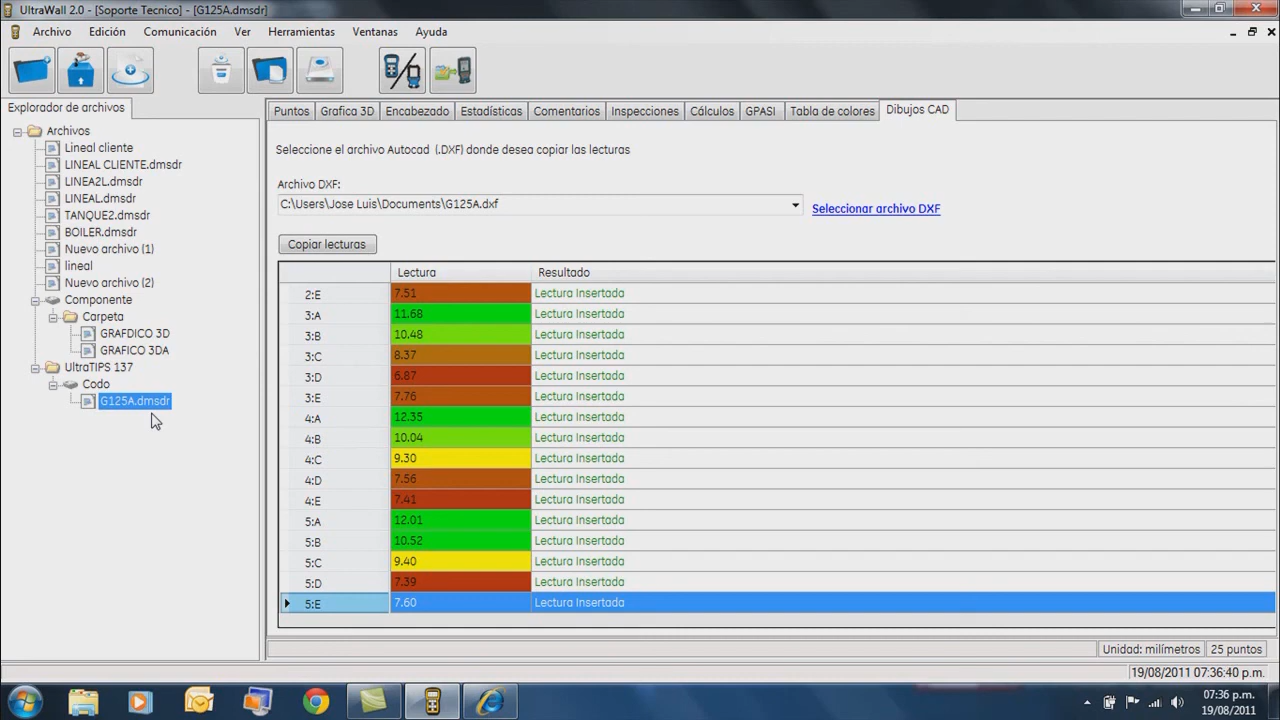 UltraWall 2.0 - [Soporte Tecnico] - [G125A.dmsdr]
Archivo Edición Comunicación Ver Herramientas Ventanas Ayuda
Explorador de archivos
Archivos
Lineal cliente
LINEAL CLIENTE.dmsdr
LINEA2L.dmsdr
LINEAL.dmsdr
TANQUE2.dmsdr
BOILER.dmsdr
Nuevo archivo (1)
lineal
Nuevo archivo (2)
Componente
Carpeta
GRAFDICO 3D
GRAFICO 3DA
UltraTIPS 137
Codo
G125A.dmsdr
Puntos Grafica 3D Encabezado Estadísticas Comentarios Inspecciones Cálculos GPASI Tabla de colores Dibujos CAD
Seleccione el archivo Autocad (.DXF) donde desea copiar las lecturas
Archivo DXF:
C:\Users\Jose Luis\Documents\G125A.dxf Seleccionar archivo DXF
Copiar lecturas
Lectura Resultado
2:E 7.51 Lectura Insertada
3:A 11.68 Lectura Insertada
3:B 10.48 Lectura Insertada
3:C 8.37 Lectura Insertada
3:D 6.87 Lectura Insertada
3:E 7.76 Lectura Insertada
4:A 12.35 Lectura Insertada
4:B 10.04 Lectura Insertada
4:C 9.30 Lectura Insertada
4:D 7.56 Lectura Insertada
4:E 7.41 Lectura Insertada
5:A 12.01 Lectura Insertada
5:B 10.52 Lectura Insertada
5:C 9.40 Lectura Insertada
5:D 7.39 Lectura Insertada
5:E 7.60 Lectura Insertada
Unidad: milímetros 25 puntos
19/08/2011 07:36:40 p.m.
07:36 p.m.
19/08/2011